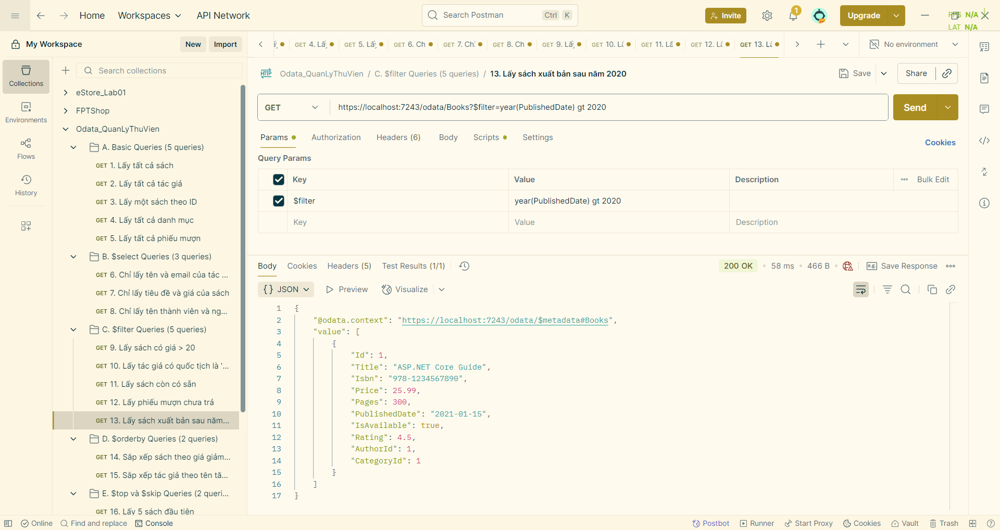 Home
Workspaces
API Network
Search Postman
Ctrl
K
Invite
1
Upgrade
N/A
LAT N/A
My Workspace
New
Import
GET 4. Lấy
GET 5. Lấy
GET 6. Ch
GET 7. Chỉ
GET 8. Ch
GET 9. Lấy
GET 10. Lấ
GET 11. Lấ
GET 12. Lấ
GET 13. Lấ
No environment
Collections
Environments
Flows
History
Search collections
eStore_Lab01
FPTShop
Odata_QuanLyThuVien
A. Basic Queries (5 queries)
GET 1. Lấy tất cả sách
GET 2. Lấy tất cả tác giả
GET 3. Lấy một sách theo ID
GET 4. Lấy tất cả danh mục
GET 5. Lấy tất cả phiếu mượn
B. $select Queries (3 queries)
GET 6. Chỉ lấy tên và email của tác ...
GET 7. Chỉ lấy tiêu đề và giá của sách
GET 8. Chỉ lấy tên thành viên và ng...
C. $filter Queries (5 queries)
GET 9. Lấy sách có giá > 20
GET 10. Lấy tác giả có quốc tịch là '...
GET 11. Lấy sách còn có sẵn
GET 12. Lấy phiếu mượn chưa trả
GET 13. Lấy sách xuất bản sau năm...
D. $orderby Queries (2 queries)
GET 14. Sắp xếp sách theo giá giảm...
GET 15. Sắp xếp tác giả theo tên tă...
E. $top và $skip Queries (2 queri...
GET 16. Lấy 5 sách đầu tiên
HTTP
Odata_QuanLyThuVien / C. $filter Queries (5 queries) / 13. Lấy sách xuất bản sau năm 2020
Save
Share
GET
https://localhost:7243/odata/Books?$filter=year(PublishedDate) gt 2020
Send
Params
Authorization
Headers (6)
Body
Scripts
Settings
Cookies
Query Params
Key
Value
Description
Bulk Edit
$filter
year(PublishedDate) gt 2020
Key
Value
Description
Body
Cookies
Headers (5)
Test Results (1/1)
200 OK
58 ms
466 B
e.g.
Save Response
{} JSON
Preview
Visualize
1 {
2 "@odata.context": "https://localhost:7243/odata/$metadata#Books",
3 "value": [
4 {
5 "Id": 1,
6 "Title": "ASP.NET Core Guide",
7 "Isbn": "978-1234567890",
8 "Price": 25.99,
9 "Pages": 300,
10 "PublishedDate": "2021-01-15",
11 "IsAvailable": true,
12 "Rating": 4.5,
13 "AuthorId": 1,
14 "CategoryId": 1
15 }
16 ]
17 }
Online
Find and replace
Console
Postbot
Runner
Start Proxy
Cookies
Vault
Trash